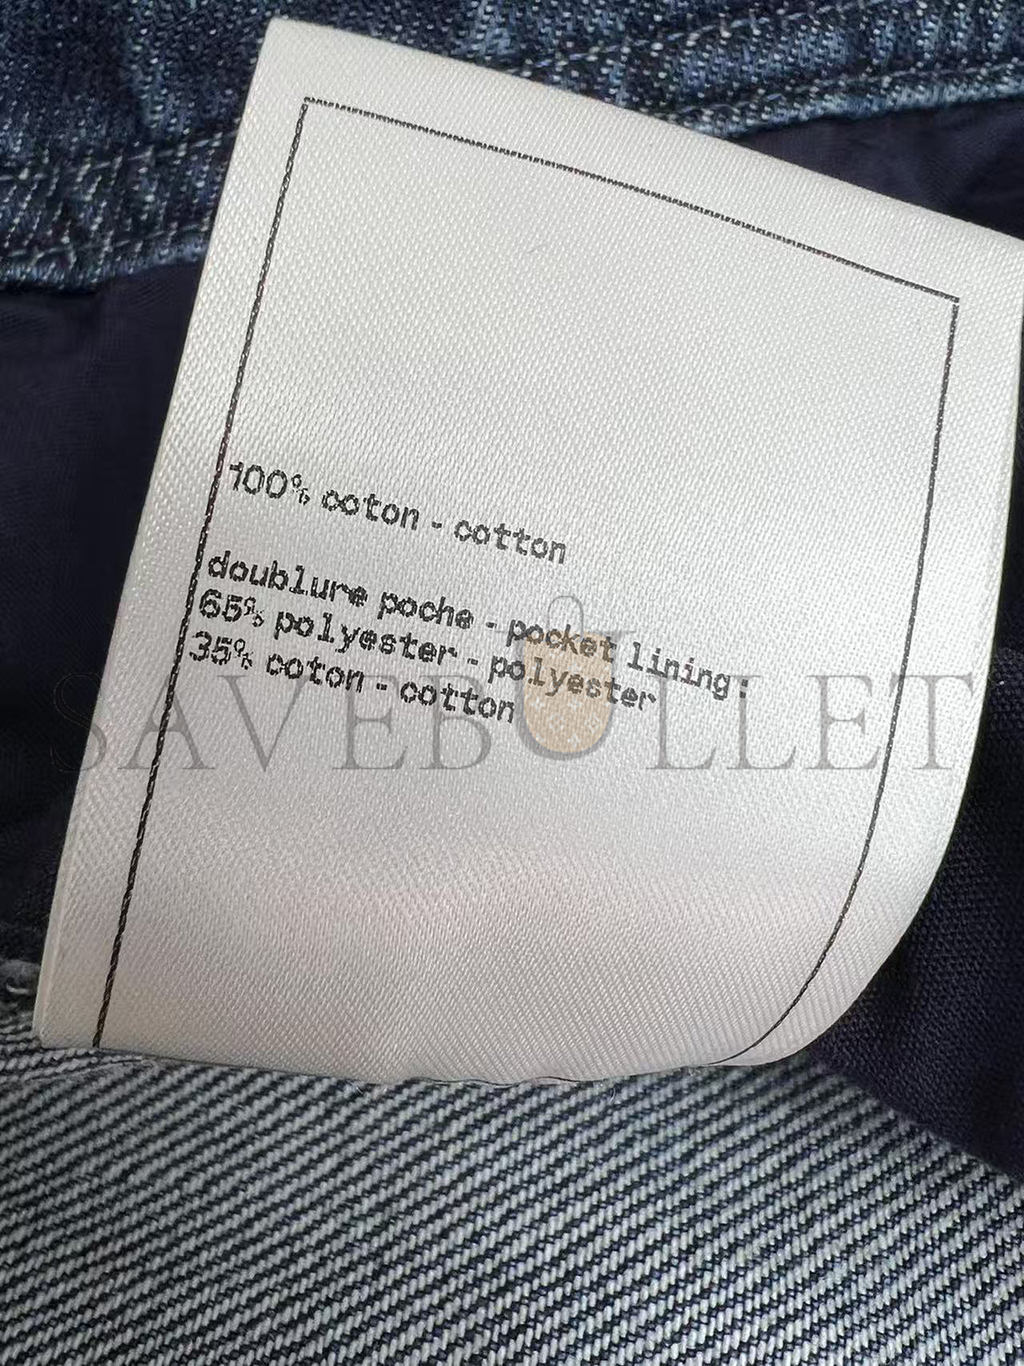 100% coton - cotton
doublure poche - pocket lining:
65% polyester - polyester
35% coton - cotton
SAVEBULLET